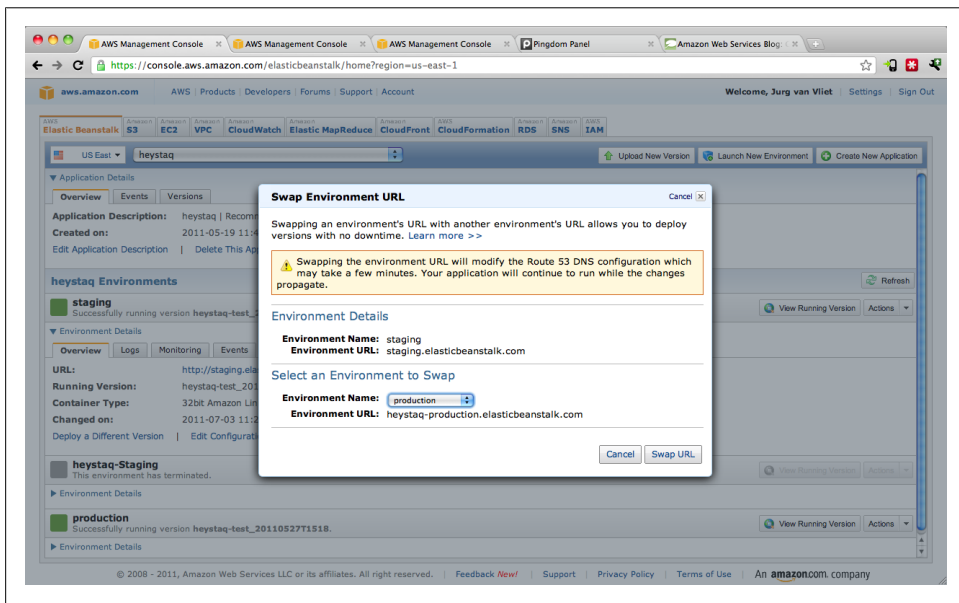 AWS Management Console
AWS Management Console
AWS Management Console
Pingdom Panel
Amazon Web Services Blog:
https://console.aws.amazon.com/elasticbeanstalk/home?region=us-east-1
aws.amazon.com AWS | Products | Developers | Forums | Support | Account
Welcome, Jurg van Vliet | Settings | Sign Out
AWS Elastic Beanstalk
Amazon S3
Amazon EC2
Amazon VPC
Amazon CloudWatch
Amazon Elastic MapReduce
Amazon CloudFront
AWS CloudFormation
Amazon RDS
Amazon SNS
AWS IAM
US East
heystaq
Upload New Version
Launch New Environment
Create New Application
Application Details
Overview Events Versions
Application Description: heystaq |
Created on: 2011-05-19
Edit Application Description | Delete This
heystaq Environments
Refresh
staging
Successfully running version
View Running Version Actions
Environment Details
Overview Logs Monitoring Events
URL:
Running Version:
Container Type: 32bit Amazon
Changed on: 2011-07-03
Deploy a Different Version | Edit
heystaq-Staging
This environment has terminated.
View Running Version Actions
Environment Details
production
Successfully running version heystaq-test_20110527T1518.
View Running Version Actions
Environment Details
© 2008 - 2011, Amazon Web Services LLC or its affiliates. All right reserved. | Feedback New! | Support | Privacy Policy | Terms of Use | An amazon.com. company
Swap Environment URL
Cancel
Swapping an environment's URL with another environment's URL allows you to deploy
versions with no downtime. Learn more >>
Swapping the environment URL will modify the Route 53 DNS configuration which
may take a few minutes. Your application will continue to run while the changes
propagate.
Environment Details
Environment Name: staging
Environment URL: staging.elasticbeanstalk.com
Select an Environment to Swap
Environment Name: production
Environment URL: heystaq-production.elasticbeanstalk.com
Cancel
Swap URL